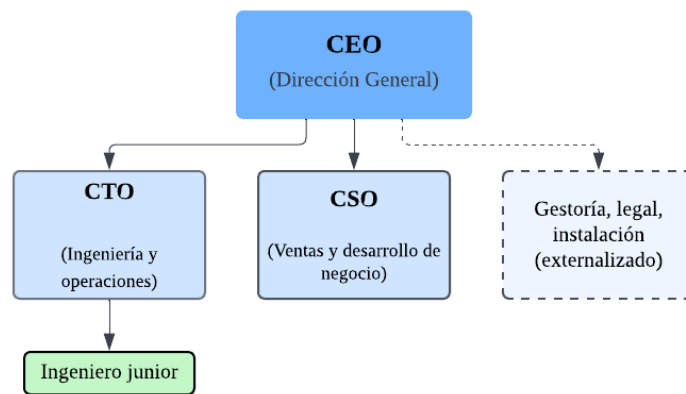 CEO
(Dirección General)
CTO
(Ingeniería y
operaciones)
CSO
(Ventas y desarrollo de
negocio)
Gestoría, legal,
instalación
(externalizado)
Ingeniero junior